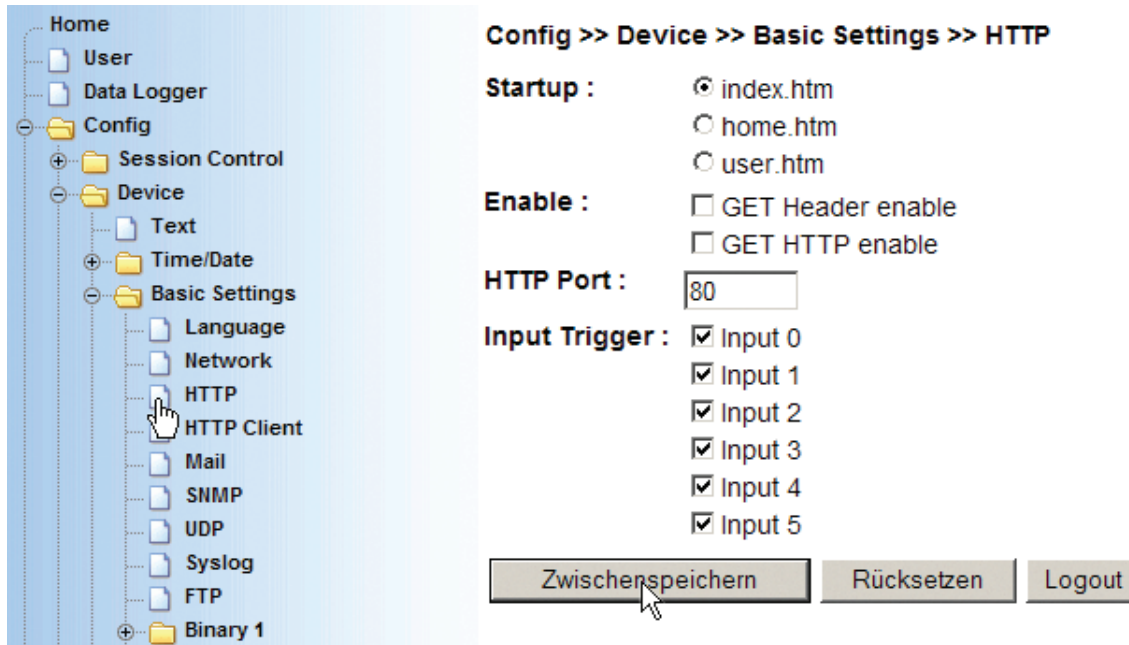 Home
User
Data Logger
Config
Session Control
Device
Text
Time/Date
Basic Settings
Language
Network
HTTP
HTTP Client
Mail
SNMP
UDP
Syslog
FTP
Binary 1
Config >> Device >> Basic Settings >> HTTP
Startup :
index.htm
home.htm
user.htm
Enable :
GET Header enable
GET HTTP enable
HTTP Port :
80
Input Trigger :
Input 0
Input 1
Input 2
Input 3
Input 4
Input 5
Zwischenspeichern
Rücksetzen
Logout